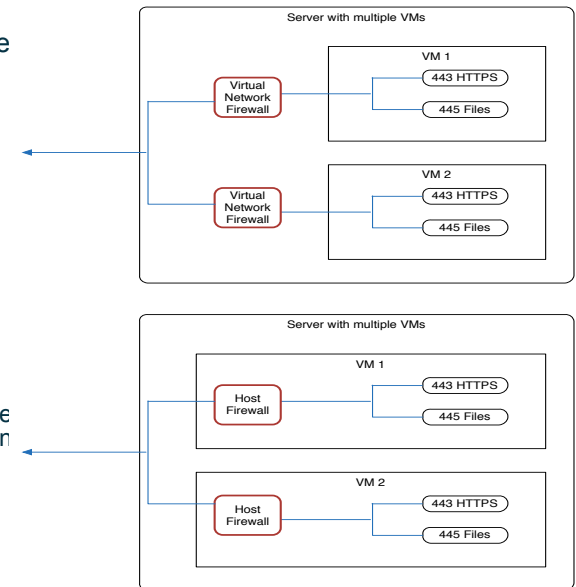 e
Server with multiple VMs
VM 1
Virtual
Network
Firewall
443 HTTPS
445 Files
VM 2
Virtual
Network
Firewall
443 HTTPS
445 Files
Server with multiple VMs
VM 1
Host
Firewall
443 HTTPS
445 Files
e
VM 2
Host
Firewall
443 HTTPS
445 Files